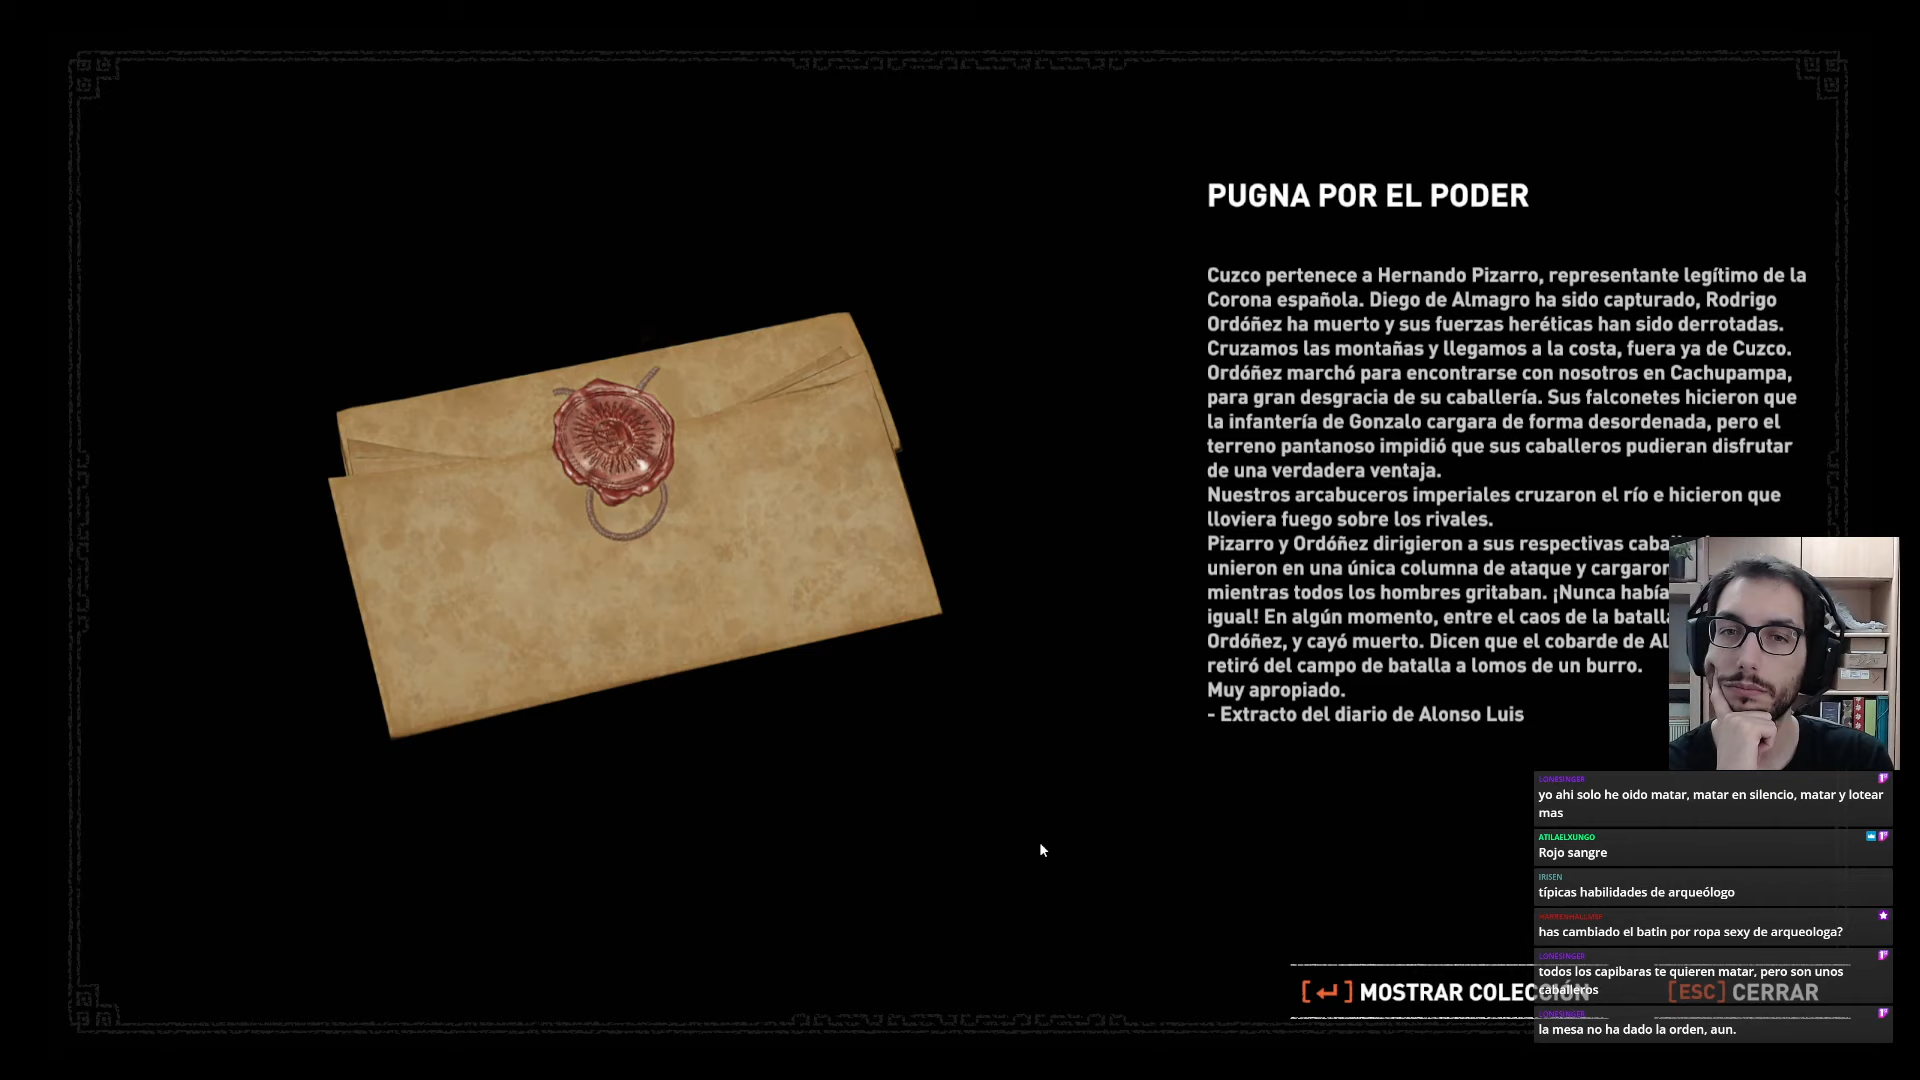 PUGNA POR EL PODER
Cuzco pertenece a Hernando Pizarro, representante legítimo de la
Corona española. Diego de Almagro ha sido capturado, Rodrigo
Ordóñez ha muerto y sus fuerzas heréticas han sido derrotadas.
Cruzamos las montañas y llegamos a la costa, fuera ya de Cuzco.
Ordóñez marchó para encontrarse con nosotros en Cachupampa,
para gran desgracia de su caballería. Sus falconetes hicieron que
la infantería de Gonzalo cargara de forma desordenada, pero el
terreno pantanoso impidió que sus caballeros pudieran disfrutar
de una verdadera ventaja.
Nuestros arcabuceros imperiales cruzaron el río e hicieron que
lloviera fuego sobre los rivales.
Pizarro y Ordóñez dirigieron a sus respectivas
unieron en una única columna de ataque y cargaron
mientras todos los hombres gritaban. ¡Nunca había
igual! En algún momento, entre el caos de la batalla
Ordóñez, y cayó muerto. Dicen que el cobarde de Al
retiró del campo de batalla a lomos de un burro.
Muy apropiado.
- Extracto del diario de Alonso Luis
LONESINGER
yo ahi solo he oido matar, matar en silencio, matar y lotear
mas
ATILAELXUNGO
Rojo sangre
IRISEN
típicas habilidades de arqueólogo
has cambiado el batin por ropa sexy de arqueologa?
LONESINGER
todos los capibaras te quieren matar, pero son unos
caballeros
[↵] MOSTRAR COLECCIÓN
[ESC] CERRAR
LONESINGER
la mesa no ha dado la orden, aun.